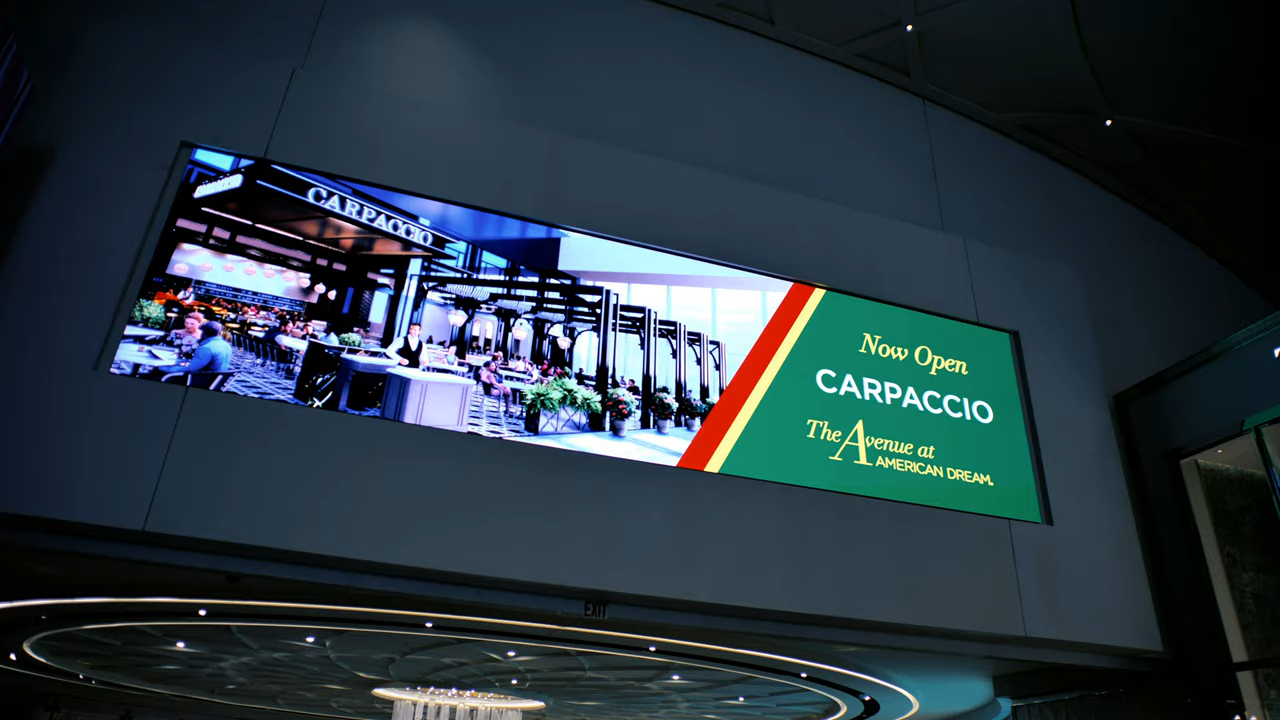 CARPACCIO
Now Open
CARPACCIO
The Avenue at
AMERICAN DREAM.
EXIT